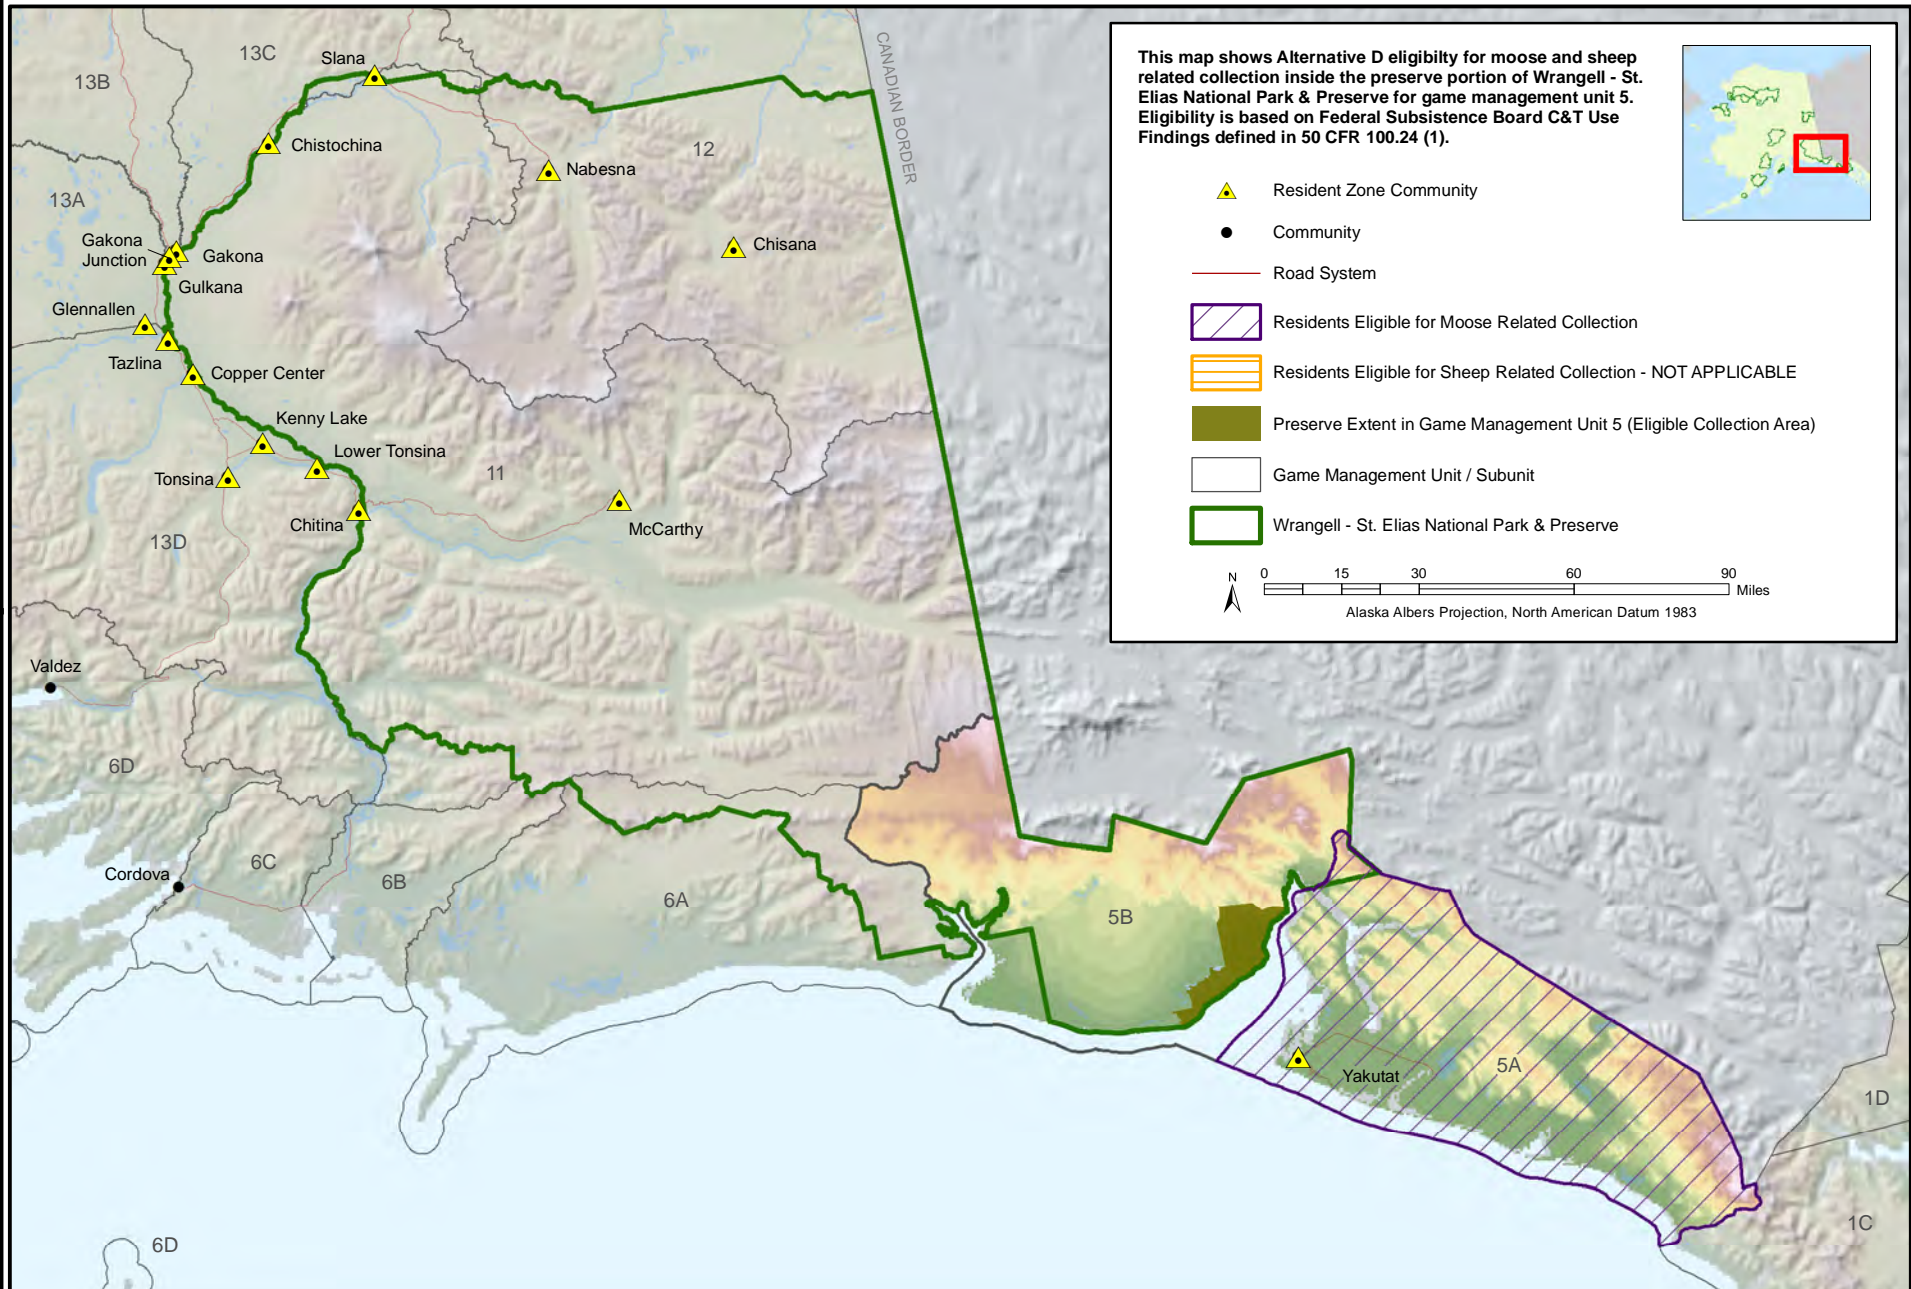 This map shows Alternative D eligibilty for moose and sheep
related collection inside the preserve portion of Wrangell - St.
Elias National Park & Preserve for game management unit 5.
Eligibility is based on Federal Subsistence Board C&T Use
Findings defined in 50 CFR 100.24 (1).
Resident Zone Community
Community
Road System
Residents Eligible for Moose Related Collection
Residents Eligible for Sheep Related Collection - NOT APPLICABLE
Preserve Extent in Game Management Unit 5 (Eligible Collection Area)
Game Management Unit / Subunit
Wrangell - St. Elias National Park & Preserve
N
0 15 30 60 90
Miles
Alaska Albers Projection, North American Datum 1983
CANADIAN BORDER
13C
Slana
13B
Chistochina
12
Nabesna
13A
Gakona
Junction
Gakona
Chisana
Gulkana
Glennallen
Tazlina
Copper Center
Kenny Lake
Lower Tonsina
11
Tonsina
McCarthy
Chitina
13D
Valdez
6D
6C
Cordova
6B
6A
5B
5A
Yakutat
1D
1C
6D